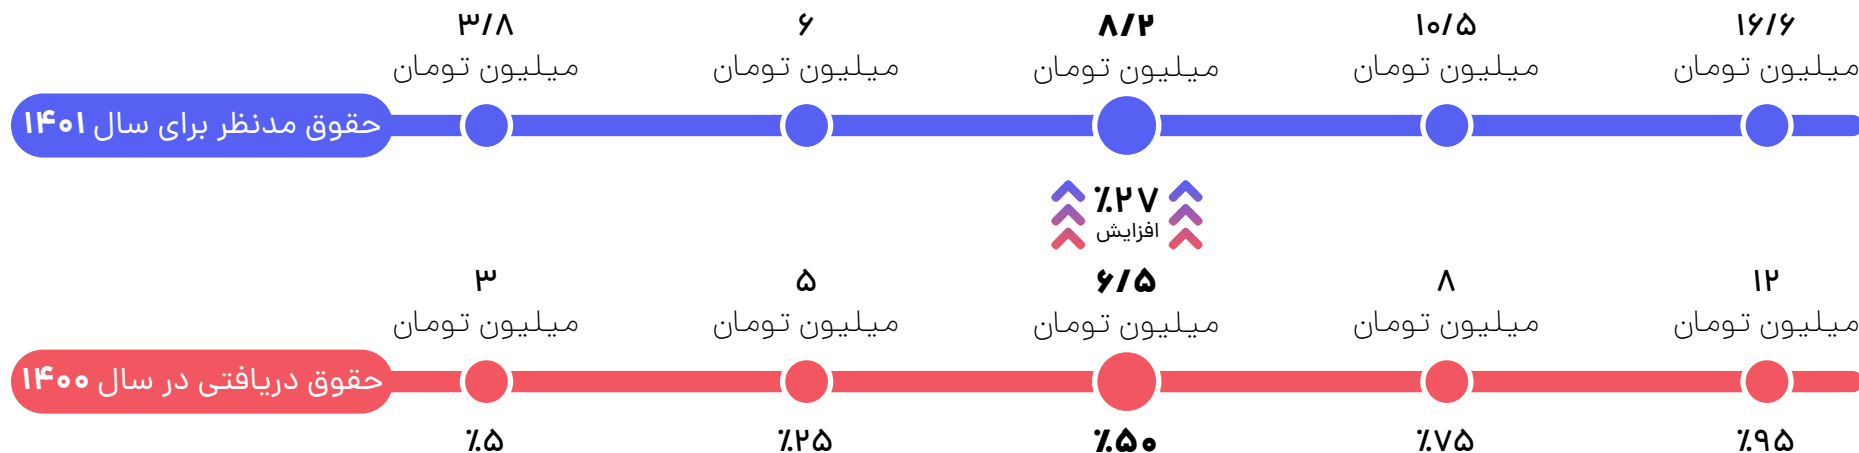 ۳/۸
میلیون تومان
۶
میلیون تومان
۸/۲
میلیون تومان
۱۰/۵
میلیون تومان
۱۶/۶
میلیون تومان
حقوق مدنظر برای سال ۱۴۰۱
٪۲۷
افزایش
۳
میلیون تومان
۵
میلیون تومان
۶/۵
میلیون تومان
۸
میلیون تومان
۱۲
میلیون تومان
حقوق دریافتی در سال ۱۴۰۰
٪۵
٪۲۵
٪۵۰
٪۷۵
٪۹۵